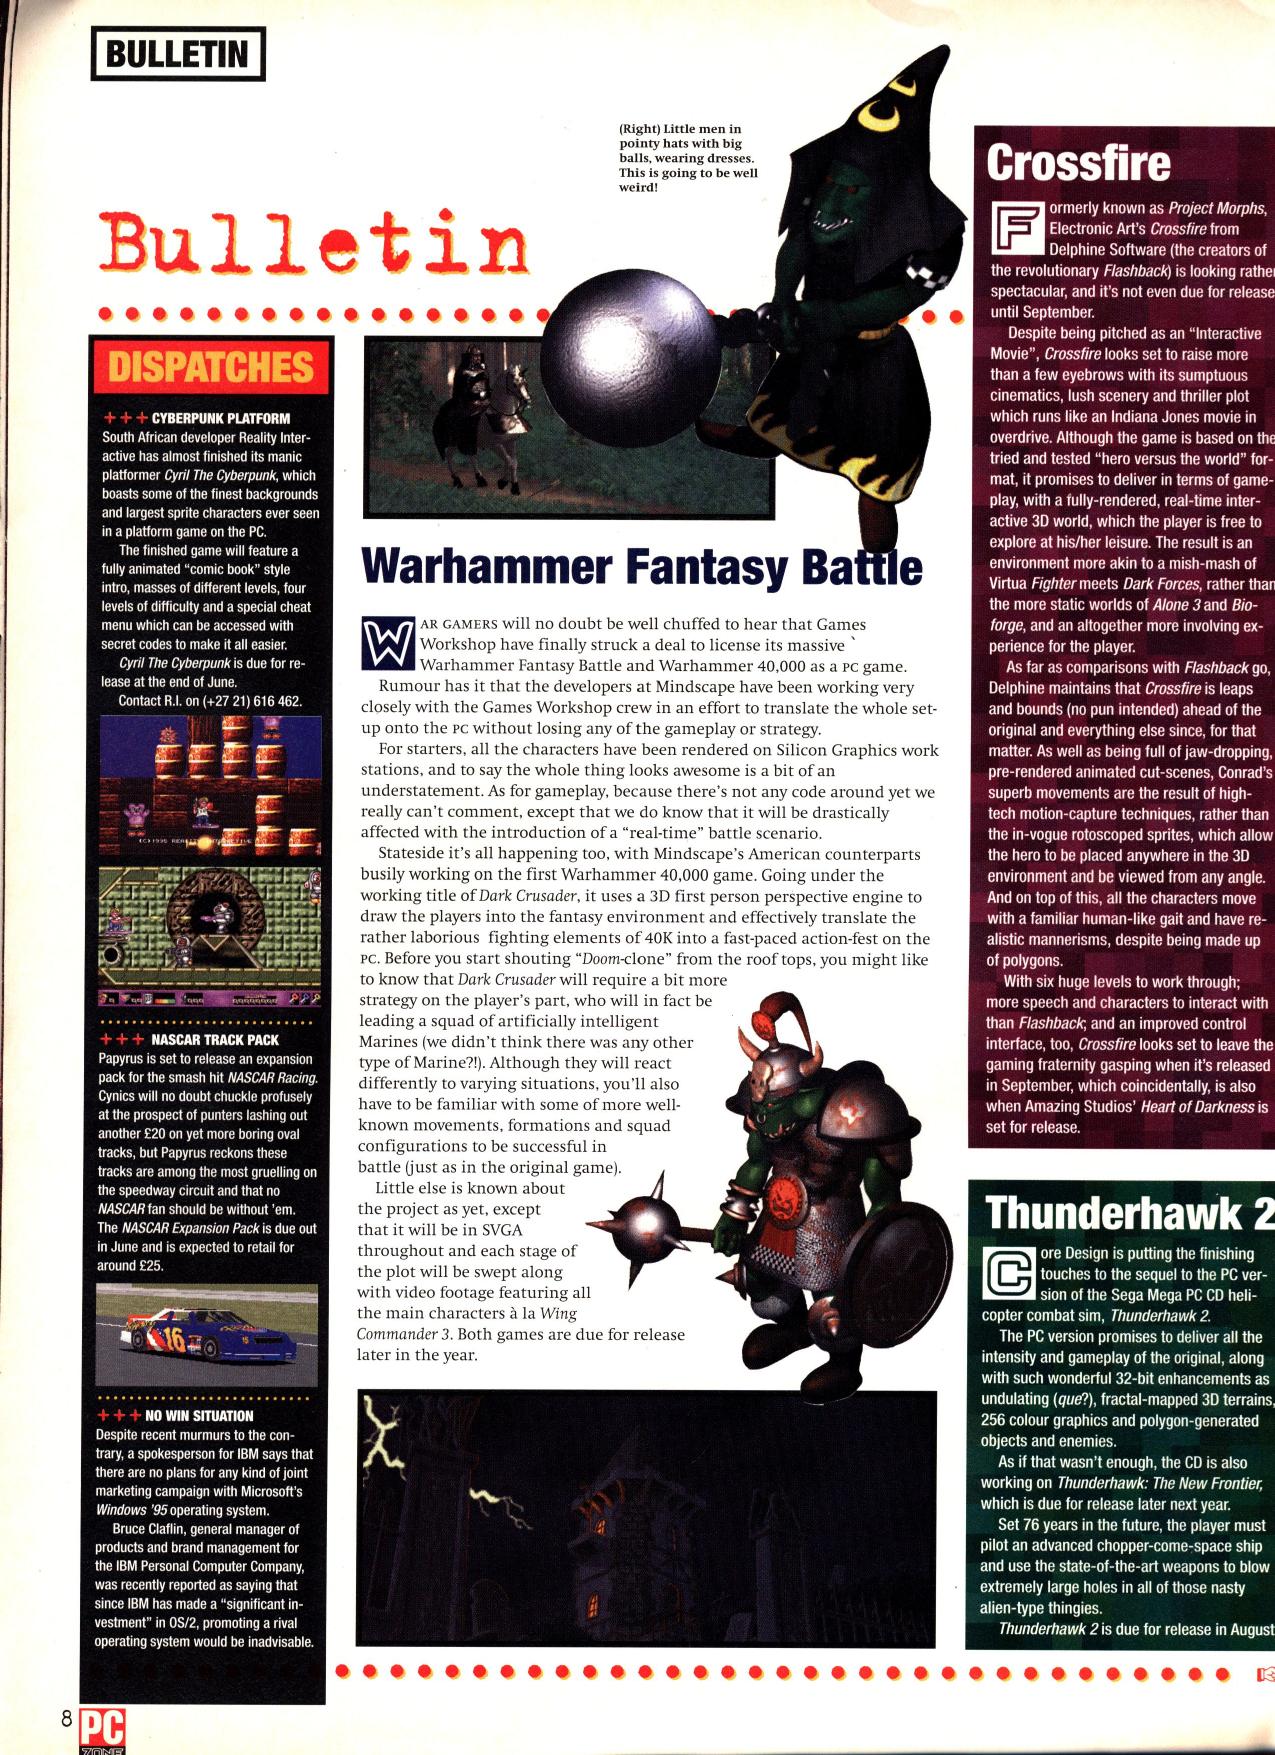 BULLETIN
(Right) Little men in
pointy hats with big
balls, wearing dresses.
This is going to be well
weird!
Bulletin
DISPATCHES
+++ CYBERPUNK PLATFORM
South African developer Reality Inter-
active has almost finished its manic
platformer Cyril The Cyberpunk, which
boasts some of the finest backgrounds
and largest sprite characters ever seen
in a platform game on the PC.
The finished game will feature a
fully animated “comic book” style
intro, masses of different levels, four
levels of difficulty and a special cheat
menu which can be accessed with
secret codes to make it all easier.
Cyril The Cyberpunk is due for re-
lease at the end of June.
Contact R.I. on (+27 21) 616 462.
+++ NASCAR TRACK PACK
Papyrus is set to release an expansion
pack for the smash hit NASCAR Racing.
Cynics will no doubt chuckle profusely
at the prospect of punters lashing out
another £20 on yet more boring oval
tracks, but Papyrus reckons these
tracks are among the most gruelling on
the speedway circuit and that no
NASCAR fan should be without 'em.
The NASCAR Expansion Pack is due out
in June and is expected to retail for
around £25.
16
+++ NO WIN SITUATION
Despite recent murmurs to the con-
trary, a spokesperson for IBM says that
there are no plans for any kind of joint
marketing campaign with Microsoft's
Windows '95 operating system.
Bruce Claflin, general manager of
products and brand management for
the IBM Personal Computer Company,
was recently reported as saying that
since IBM has made a “significant in-
vestment” in OS/2, promoting a rival
operating system would be inadvisable.
Warhammer Fantasy Battle
WAR GAMERS will no doubt be well chuffed to hear that Games
Workshop have finally struck a deal to license its massive
Warhammer Fantasy Battle and Warhammer 40,000 as a PC game.
Rumour has it that the developers at Mindscape have been working very
closely with the Games Workshop crew in an effort to translate the whole set-
up onto the PC without losing any of the gameplay or strategy.
For starters, all the characters have been rendered on Silicon Graphics work
stations, and to say the whole thing looks awesome is a bit of an
understatement. As for gameplay, because there's not any code around yet we
really can't comment, except that we do know that it will be drastically
affected with the introduction of a “real-time” battle scenario.
Stateside it's all happening too, with Mindscape's American counterparts
busily working on the first Warhammer 40,000 game. Going under the
working title of Dark Crusader, it uses a 3D first person perspective engine to
draw the players into the fantasy environment and effectively translate the
rather laborious fighting elements of 40K into a fast-paced action-fest on the
PC. Before you start shouting “Doom-clone” from the roof tops, you might like
to know that Dark Crusader will require a bit more
strategy on the player's part, who will in fact be
leading a squad of artificially intelligent
Marines (we didn't think there was any other
type of Marine?!). Although they will react
differently to varying situations, you'll also
have to be familiar with some of more well-
known movements, formations and squad
configurations to be successful in
battle (just as in the original game).
Little else is known about
the project as yet, except
that it will be in SVGA
throughout and each stage of
the plot will be swept along
with video footage featuring all
the main characters à la Wing
Commander 3. Both games are due for release
later in the year.
Crossfire
Formerly known as Project Morphs,
Electronic Art's Crossfire from
Delphine Software (the creators of
the revolutionary Flashback) is looking rather
spectacular, and it's not even due for release
until September.
Despite being pitched as an “Interactive
Movie”, Crossfire looks set to raise more
than a few eyebrows with its sumptuous
cinematics, lush scenery and thriller plot
which runs like an Indiana Jones movie in
overdrive. Although the game is based on the
tried and tested “hero versus the world” for-
mat, it promises to deliver in terms of game-
play, with a fully-rendered, real-time inter-
active 3D world, which the player is free to
explore at his/her leisure. The result is an
environment more akin to a mish-mash of
Virtua Fighter meets Dark Forces, rather than
the more static worlds of Alone 3 and Bio-
forge, and an altogether more involving ex-
perience for the player.
As far as comparisons with Flashback go,
Delphine maintains that Crossfire is leaps
and bounds (no pun intended) ahead of the
original and everything else since, for that
matter. As well as being full of jaw-dropping,
pre-rendered animated cut-scenes, Conrad's
superb movements are the result of high-
tech motion-capture techniques, rather than
the in-vogue rotoscoped sprites, which allow
the hero to be placed anywhere in the 3D
environment and be viewed from any angle.
And on top of this, all the characters move
with a familiar human-like gait and have re-
alistic mannerisms, despite being made up
of polygons.
With six huge levels to work through;
more speech and characters to interact with
than Flashback; and an improved control
interface, too, Crossfire looks set to leave the
gaming fraternity gasping when it's released
in September, which coincidentally, is also
when Amazing Studios' Heart of Darkness is
set for release.
Thunderhawk 2
Core Design is putting the finishing
touches to the sequel to the PC ver-
sion of the Sega Mega PC CD heli-
copter combat sim, Thunderhawk 2.
The PC version promises to deliver all the
intensity and gameplay of the original, along
with such wonderful 32-bit enhancements as
undulating (que?), fractal-mapped 3D terrains,
256 colour graphics and polygon-generated
objects and enemies.
As if that wasn't enough, the CD is also
working on Thunderhawk: The New Frontier,
which is due for release later next year.
Set 76 years in the future, the player must
pilot an advanced chopper-come-space ship
and use the state-of-the-art weapons to blow
extremely large holes in all of those nasty
alien-type thingies.
Thunderhawk 2 is due for release in August
8
PC
ZONE